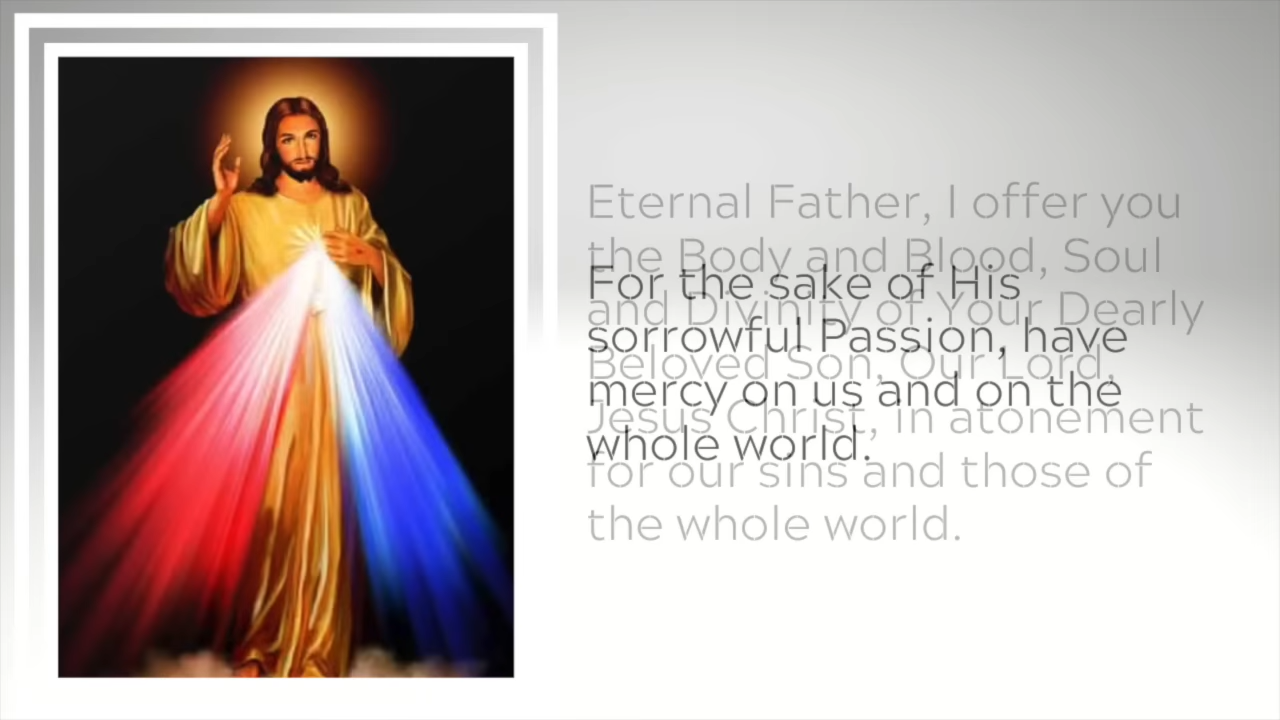 Eternal Father, I offer you
the Body and Blood, Soul
and Divinity of Your Dearly
Beloved Son, Our Lord,
Jesus Christ, in atonement
for our sins and those of
the whole world.
For the sake of His
sorrowful Passion, have
mercy on us and on the
whole world.